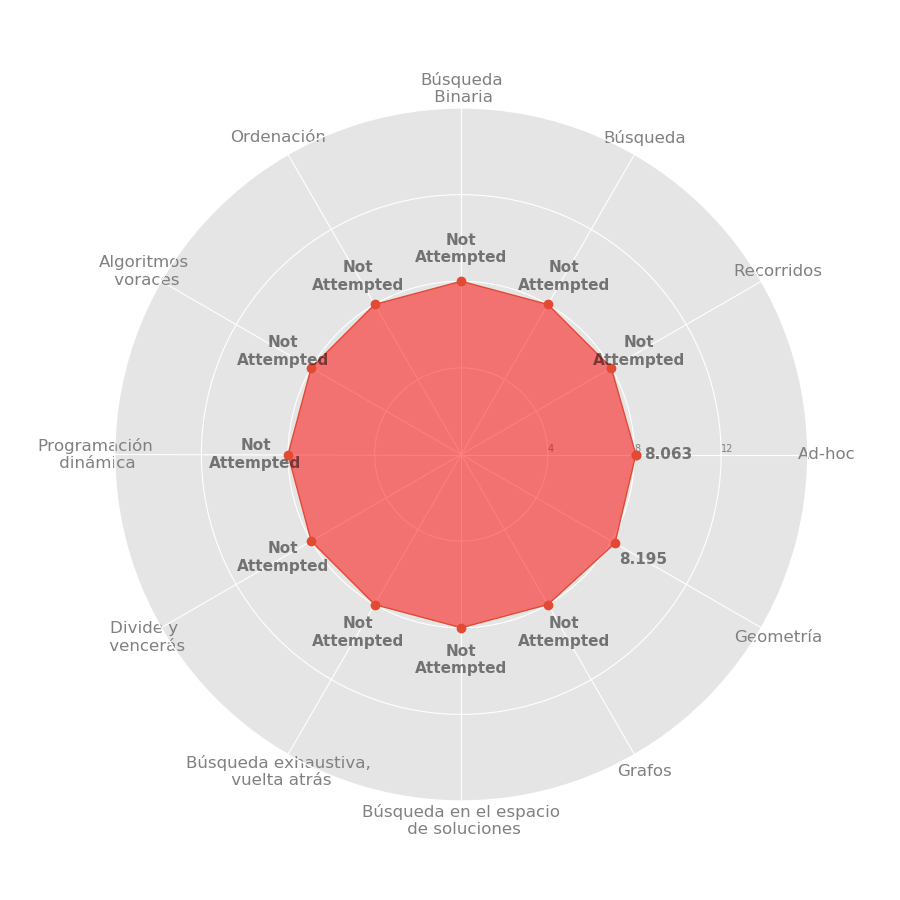 Búsqueda
Binaria
Ordenación
Búsqueda
Algoritmos
voraces
Recorridos
Not
Attempted
Not
Attempted
Not
Attempted
Not
Attempted
Not
Attempted
Programación
dinámica
Not
Attempted
4
8
12
8.063
Ad-hoc
Not
Attempted
8.195
Divide y
vencerás
Not
Attempted
Not
Attempted
Not
Attempted
Geometría
Búsqueda exhaustiva,
vuelta atrás
Grafos
Búsqueda en el espacio
de soluciones